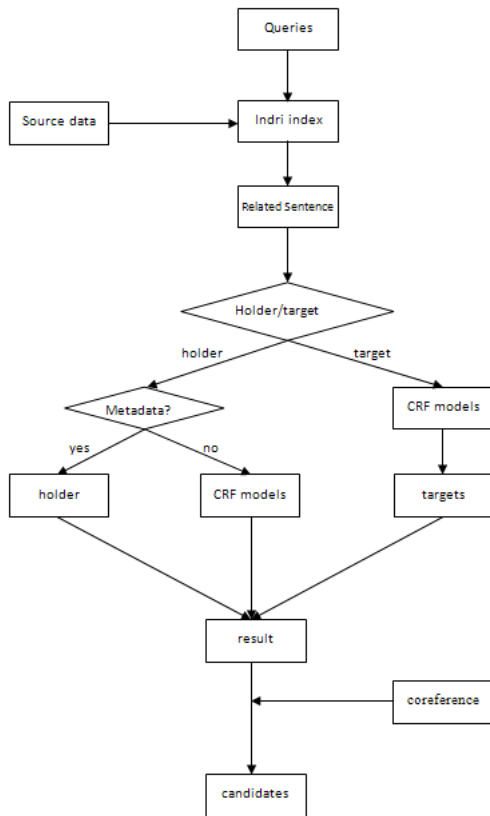 Queries
Source data
Indri index
Related Sentence
Holder/target
holder
target
Metadata?
CRF models
yes
no
holder
CRF models
targets
result
coreference
candidates